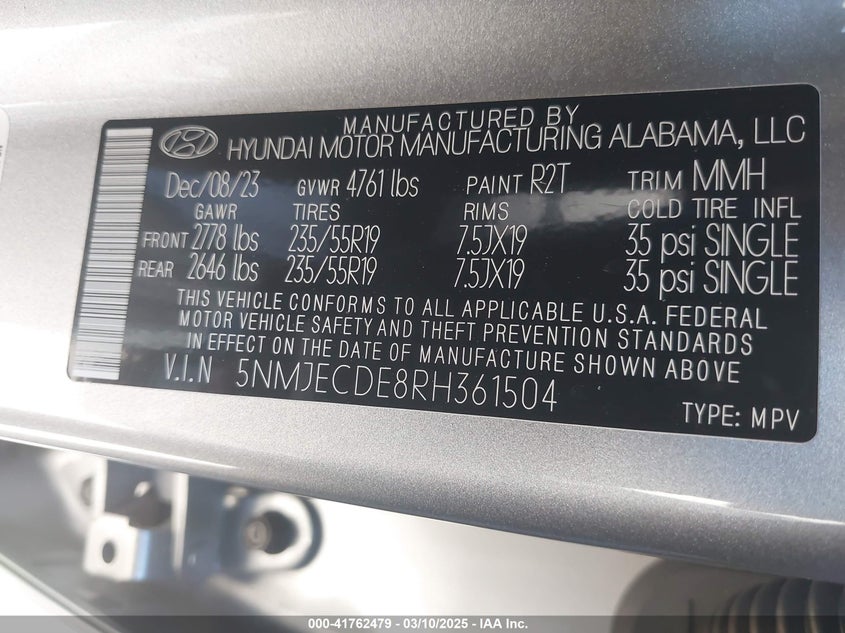 MANUFACTURED BY
HYUNDAI MOTOR MANUFACTURING ALABAMA, LLC
Dec/08/23 GVWR 4761 lbs PAINT R2T TRIM MMH
GAWR TIRES RIMS COLD TIRE INFL
FRONT 2778 lbs 235/55R19 7.5JX19 35 psi SINGLE
REAR 2646 lbs 235/55R19 7.5JX19 35 psi SINGLE
THIS VEHICLE CONFORMS TO ALL APPLICABLE U.S.A. FEDERAL
MOTOR VEHICLE SAFETY AND THEFT PREVENTION STANDARDS
IN EFFECT ON THE DATE OF MANUFACTURE SHOWN ABOVE
V.I.N 5NMJECDE8RH361504
TYPE: MPV
000-41762479 - 03/10/2025 - IAA Inc.